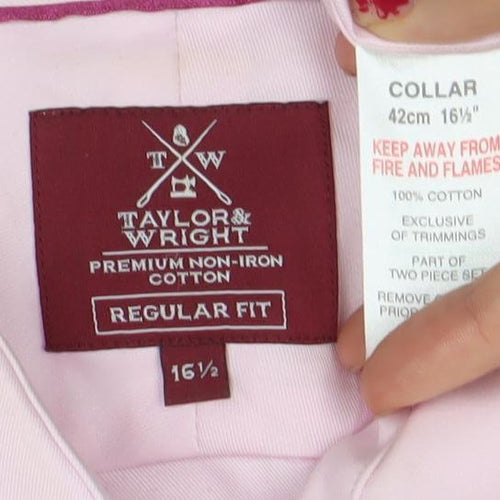 T W
TAYLOR&
WRIGHT
PREMIUM NON-IRON
COTTON
REGULAR FIT
16½
COLLAR
42cm 16½"
KEEP AWAY FROM
FIRE AND FLAMES
100% COTTON
EXCLUSIVE
OF TRIMMINGS
PART OF
TWO PIECE SET
REMOVE